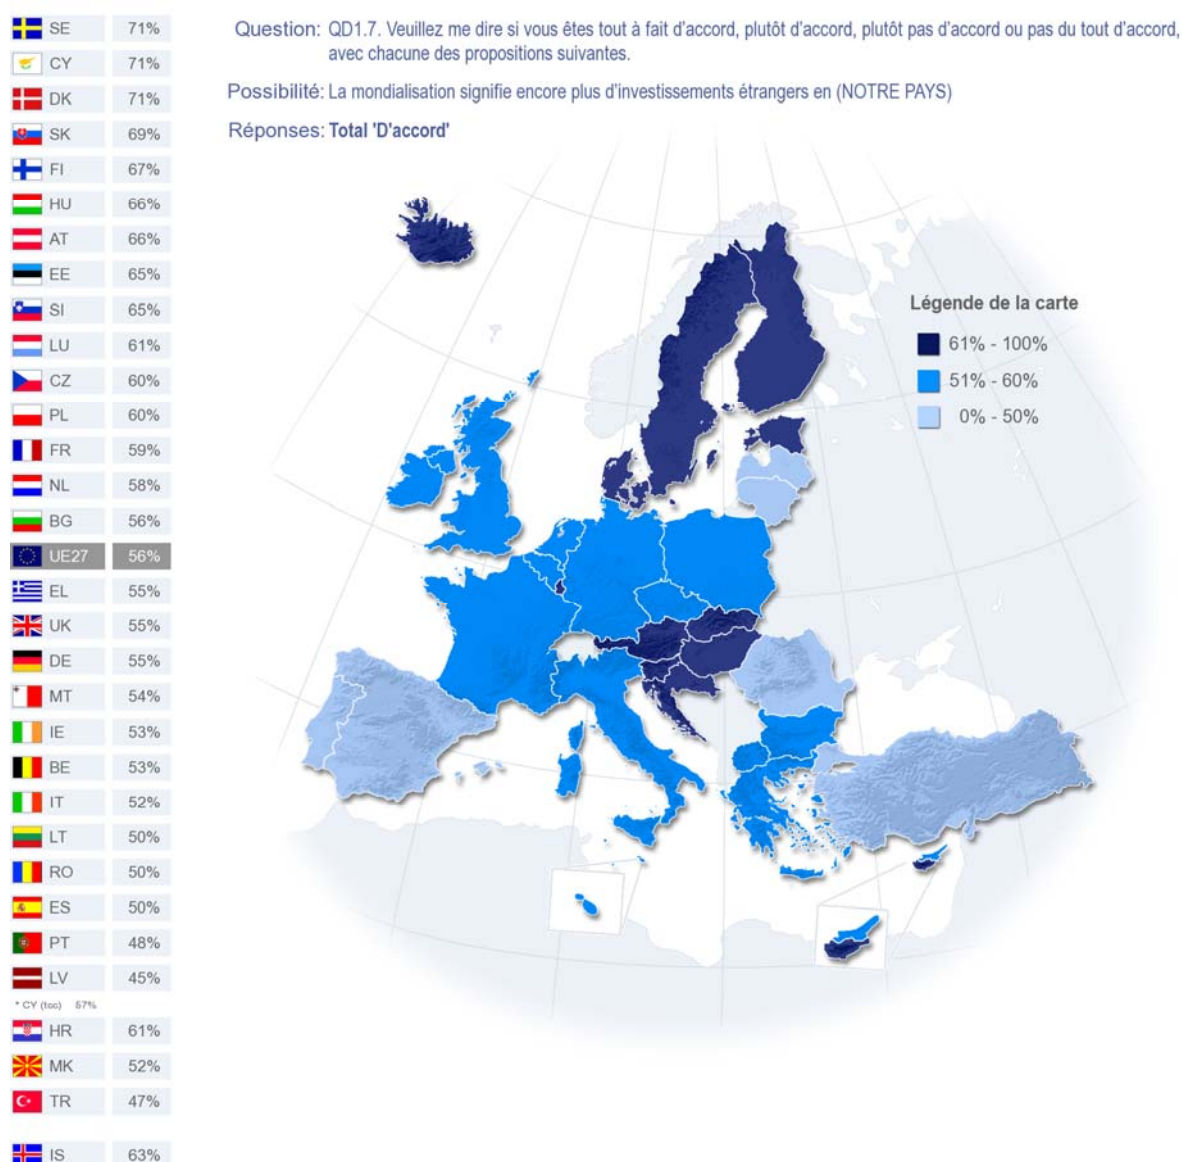 Question: QD1.7. Veuillez me dire si vous êtes tout à fait d'accord, plutôt d'accord, plutôt pas d'accord ou pas du tout d'accord,
avec chacune des propositions suivantes.
Possibilité: La mondialisation signifie encore plus d'investissements étrangers en (NOTRE PAYS)
Réponses: Total 'D'accord'
SE 71%
CY 71%
DK 71%
SK 69%
FI 67%
HU 66%
AT 66%
EE 65%
SI 65%
LU 61%
CZ 60%
PL 60%
FR 59%
NL 58%
BG 56%
UE27 56%
EL 55%
UK 55%
DE 55%
MT 54%
IE 53%
BE 53%
IT 52%
LT 50%
RO 50%
ES 50%
PT 48%
LV 45%
* CY (tcc) 57%
HR 61%
MK 52%
TR 47%
IS 63%
Légende de la carte
61% - 100%
51% - 60%
0% - 50%